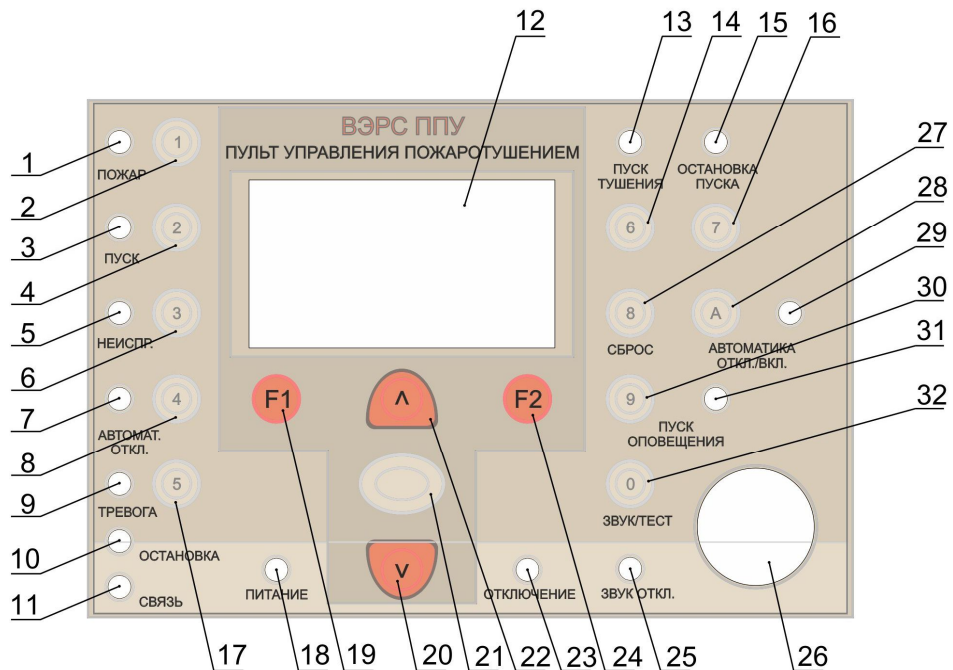 12 13 14 15 16
ВЭРС ППУ
ПУЛЬТ УПРАВЛЕНИЯ ПОЖАРОТУШЕНИЕМ
1
1
ПОЖАР
2
ПУСК ТУШЕНИЯ
ОСТАНОВКА ПУСКА
27
3
2
ПУСК
4
6
7
28
5
3
НЕИСПР.
6
8
СБРОС
А
АВТОМАТИКА
ОТКЛ./ВКЛ.
29
30
31
7
4
АВТОМАТ.
ОТКЛ.
8
F1
^
F2
9
ПУСК
ОПОВЕЩЕНИЯ
32
9
5
ТРЕВОГА
0
ЗВУК/ТЕСТ
10
ОСТАНОВКА
11
СВЯЗЬ
ПИТАНИЕ
v
ОТКЛЮЧЕНИЕ
ЗВУК ОТКЛ.
17 18 19 20 21 22 23 24 25 26